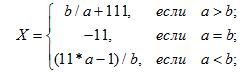 X = { b / a + 111, если a > b;
−11, если a = b;
(11 * a − 1) / b, если a < b;